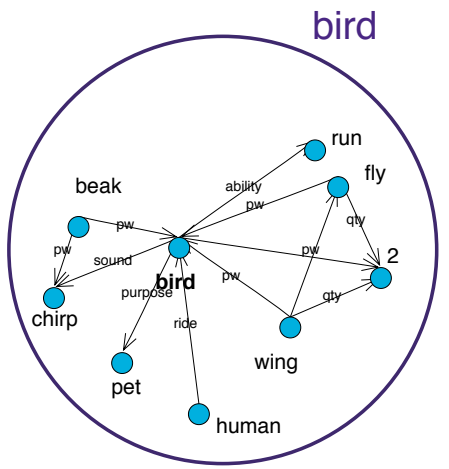 bird
run
fly
beak
ability
pw
qty
pw
pw
2
sound
bird
pw
pw
purpose
qty
chirp
ride
wing
pet
human